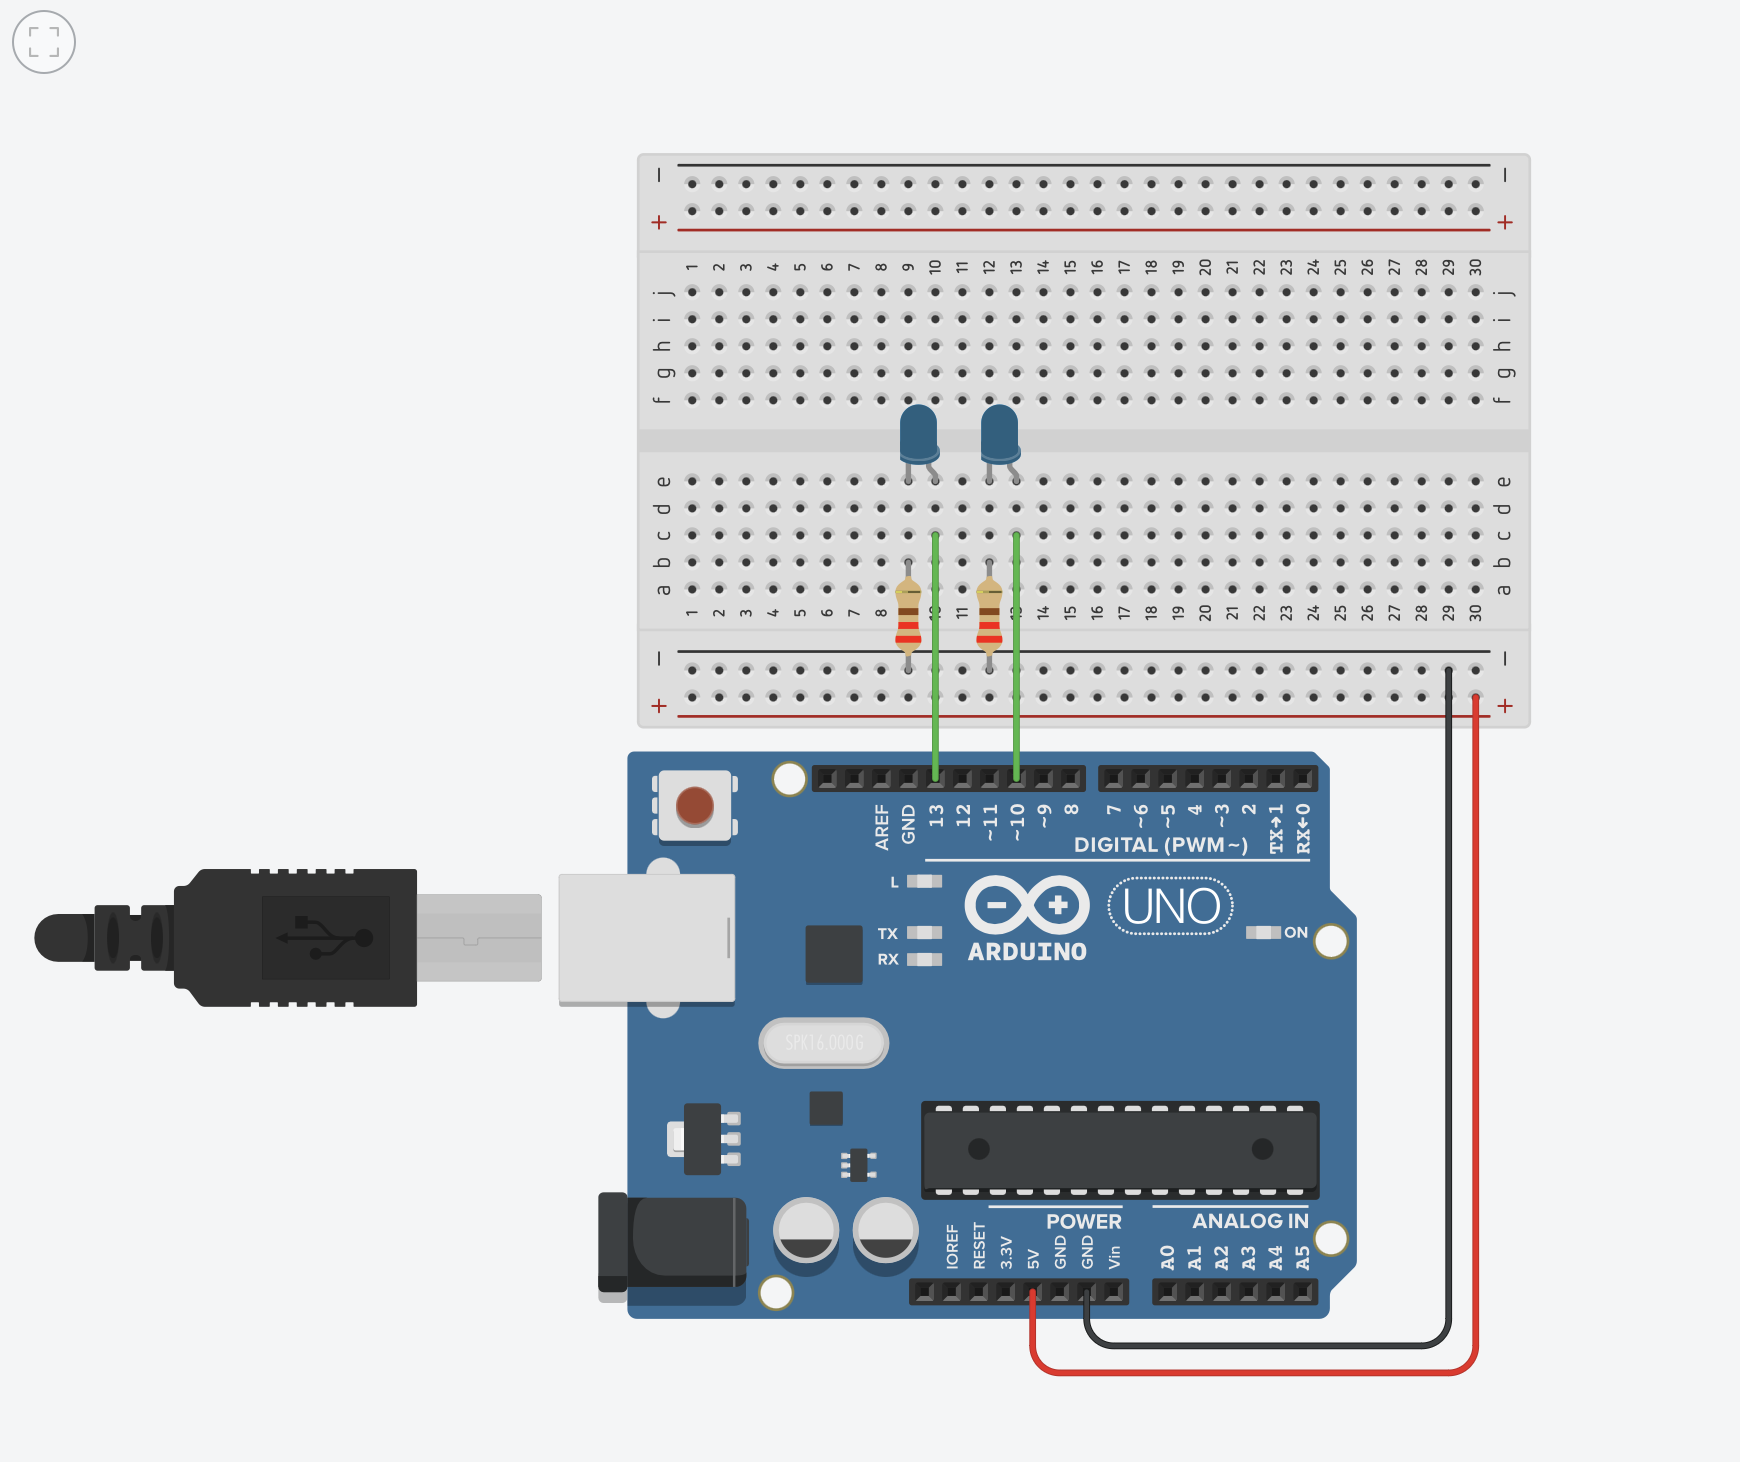 − −
+ +
1 2 3 4 5 6 7 8 9 10 11 12 13 14 15 16 17 18 19 20 21 22 23 24 25 26 27 28 29 30
j j
i i
h h
g g
f f
e e
d d
c c
b b
a a
1 2 3 4 5 6 7 8 11 14 15 16 17 18 19 20 21 22 23 24 25 26 27 28 29 30
− −
+ +
AREF GND 13 12 ~11 ~10 ~9 8 7 ~6 ~5 4 ~3 2 TX→1 RX←0
DIGITAL (PWM~)
L
UNO
TX
ON
ARDUINO
RX
SPK16.000G
POWER
ANALOG IN
IOREF RESET 3.3V 5V GND GND Vin A0 A1 A2 A3 A4 A5